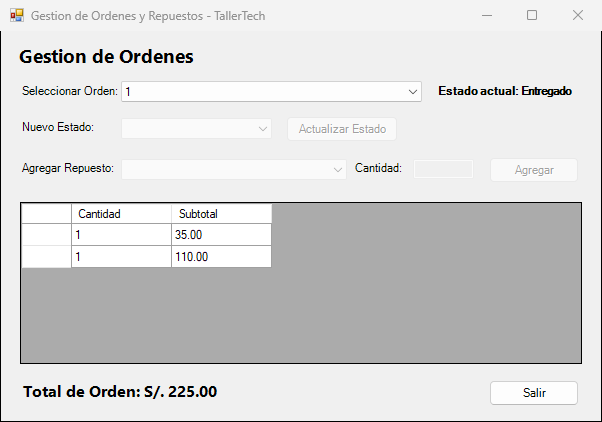 Gestion de Ordenes y Repuestos - TallerTech
Gestion de Ordenes
Seleccionar Orden: 1 Estado actual: Entregado
Nuevo Estado: Actualizar Estado
Agregar Repuesto: Cantidad: Agregar
Cantidad Subtotal
1 35.00
1 110.00
Total de Orden: S/. 225.00 Salir